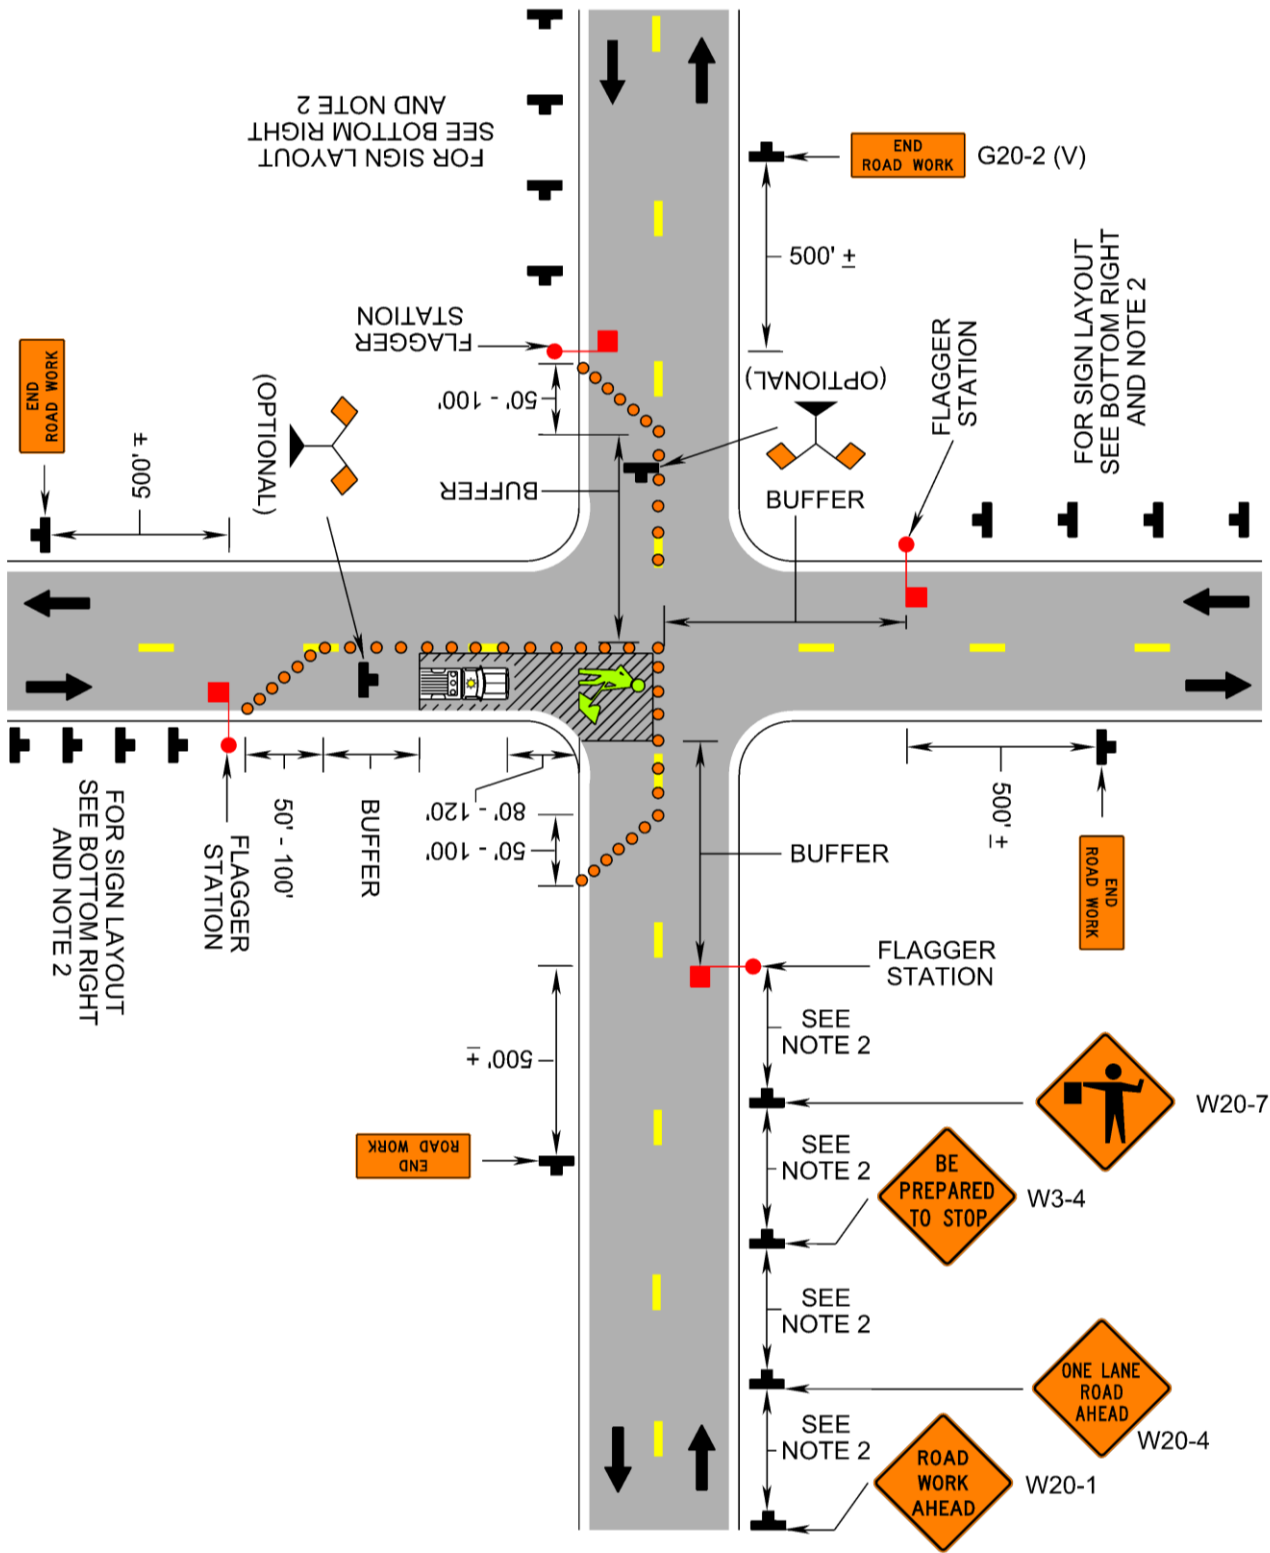 FOR SIGN LAYOUT
SEE BOTTOM RIGHT
AND NOTE 2
END
ROAD WORK
G20-2 (V)
500' ±
FOR SIGN LAYOUT
SEE BOTTOM RIGHT
AND NOTE 2
FLAGGER
STATION
FLAGGER
STATION
END
ROAD WORK
500' ±
(OPTIONAL)
50' - 100'
(OPTIONAL)
BUFFER
BUFFER
FOR SIGN LAYOUT
SEE BOTTOM RIGHT
AND NOTE 2
FLAGGER
STATION
50' - 100'
BUFFER
80' - 120'
50' - 100'
BUFFER
500' ±
END
ROAD WORK
FLAGGER
STATION
500' ±
END
ROAD WORK
SEE
NOTE 2
W20-7
SEE
NOTE 2
BE
PREPARED
TO STOP
W3-4
SEE
NOTE 2
ONE LANE
ROAD
AHEAD
W20-4
SEE
NOTE 2
ROAD
WORK
AHEAD
W20-1